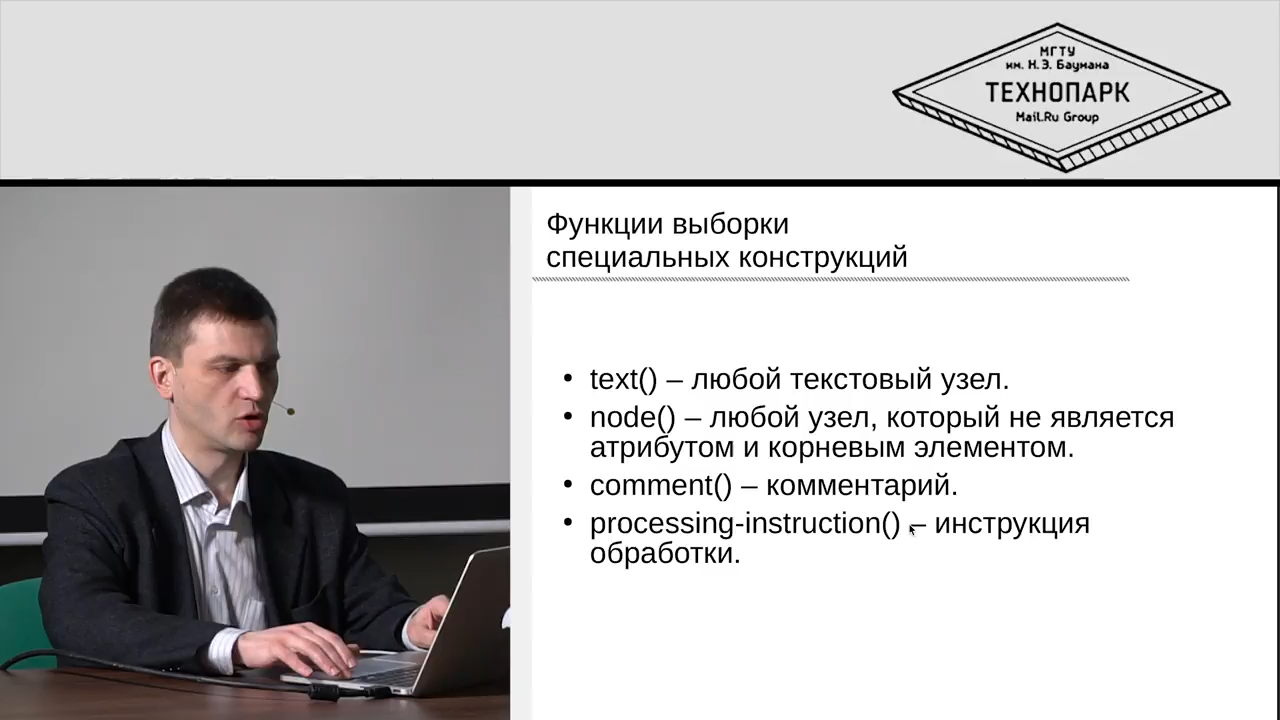 МГТУ
им. Н.Э. Баумана
ТЕХНОПАРК
Mail.Ru Group
Функции выборки
специальных конструкций
• text() – любой текстовый узел.
• node() – любой узел, который не является
атрибутом и корневым элементом.
• comment() – комментарий.
• processing-instruction() – инструкция
обработки.